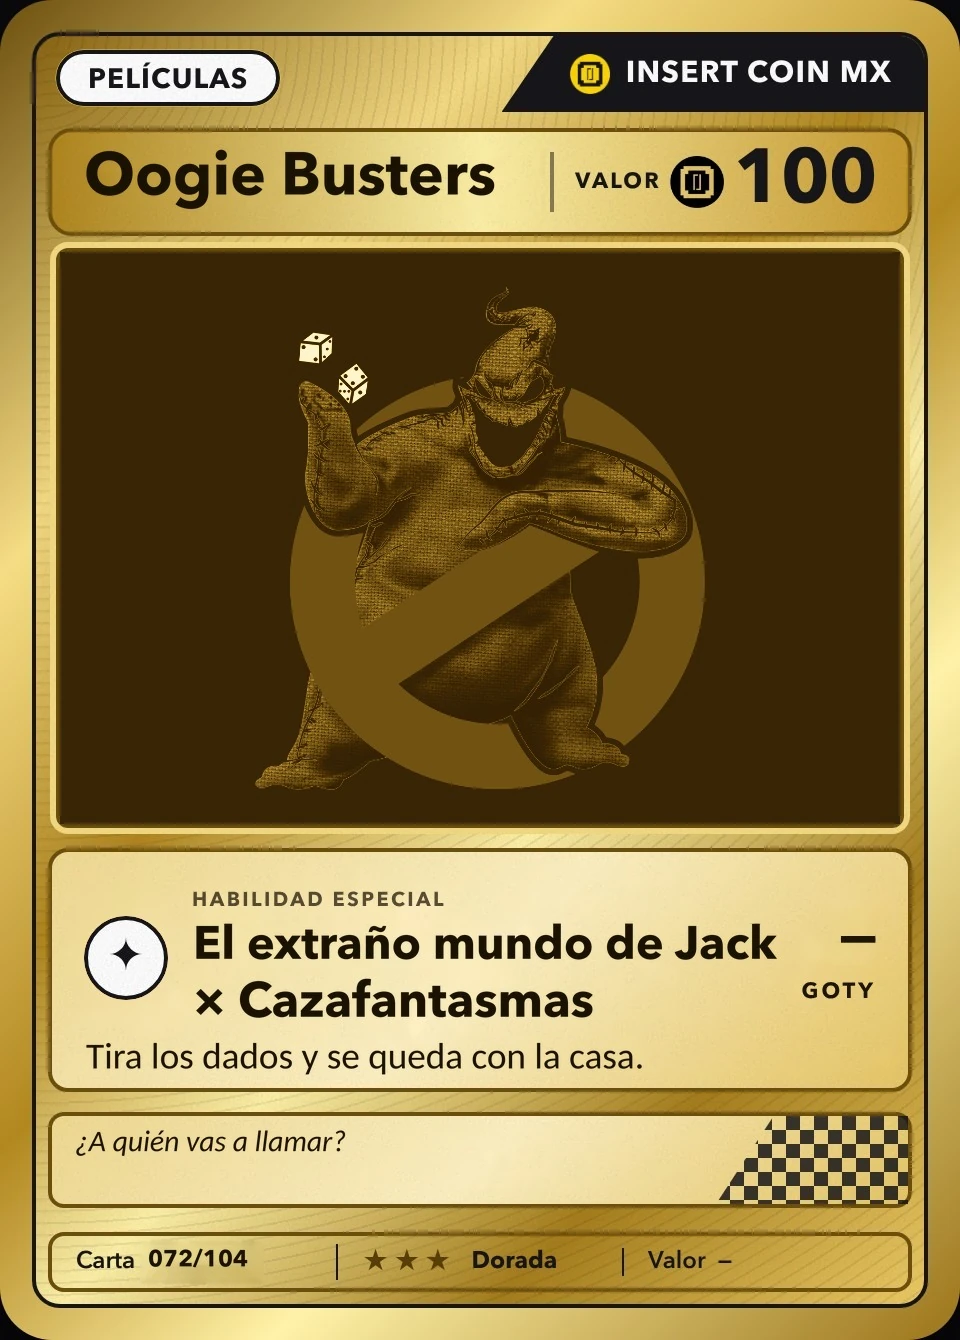 PELÍCULAS
INSERT COIN MX
Oogie Busters
VALOR 100
HABILIDAD ESPECIAL
El extraño mundo de Jack
× Cazafantasmas
—
GOTY
Tira los dados y se queda con la casa.
¿A quién vas a llamar?
Carta 072/104 ★★★ Dorada Valor –